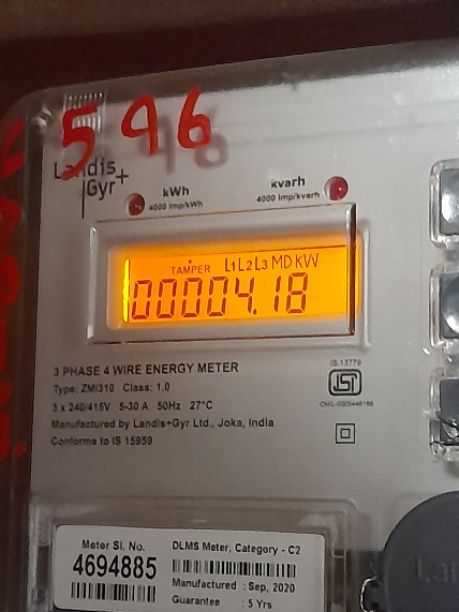 596
Landis
Gyr+
kWh
4000 Imp/kWh
kvarh
4000 Imp/kvarh
TAMPER L1L2L3 MD KW
00004.18
3 PHASE 4 WIRE ENERGY METER
Type: ZMI310 Class: 1.0
3 x 240/415V 5-30 A 50Hz 27°C
Manufactured by Landis+Gyr Ltd., Joka, India
Conforms to IS 15959
IS 13779
Meter Sl. No.
4694885
DLMS Meter, Category - C2
Manufactured : Sep, 2020
Guarantee : 5 Yrs